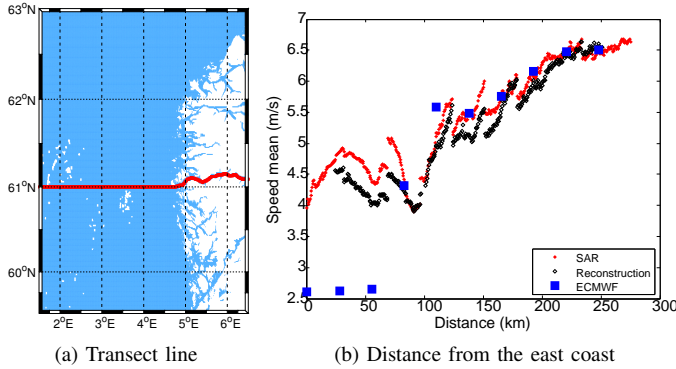 63°N
62°N
61°N
60°N
2°E 3°E 4°E 5°E 6°E
(a) Transect line
6.5
6
5.5
5
4.5
4
3.5
3
2.5
Speed mean (m/s)
SAR
Reconstruction
ECMWF
0 50 100 150 200 250 300
Distance (km)
(b) Distance from the east coast